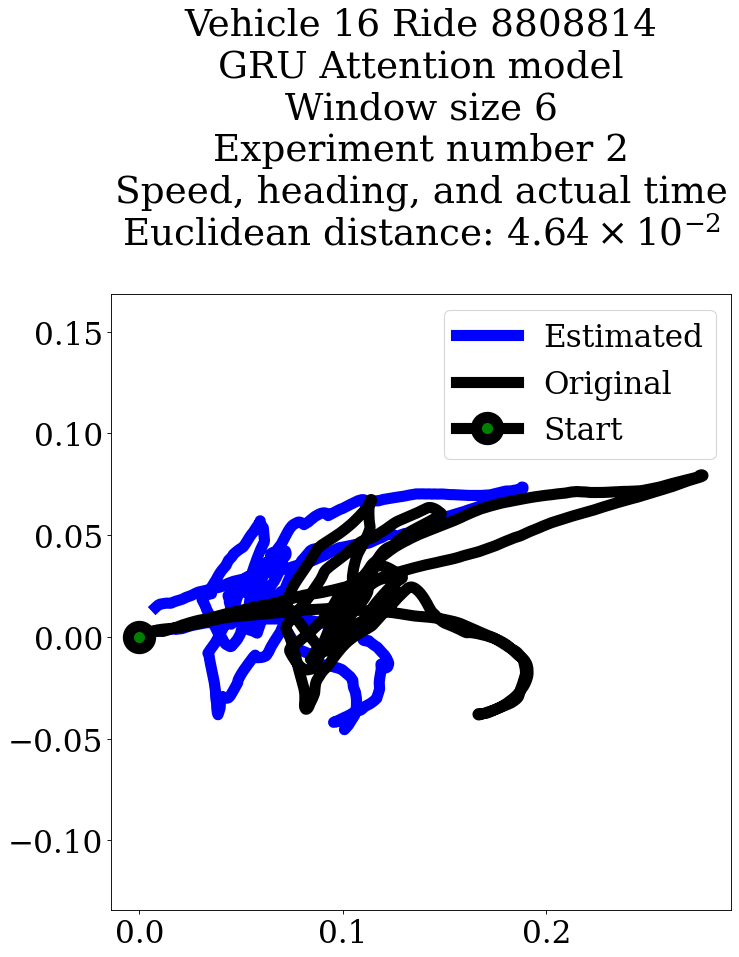 Vehicle 16 Ride 8808814
GRU Attention model
Window size 6
Experiment number 2
Speed, heading, and actual time
Euclidean distance: 4.64 × 10⁻²
Estimated
Original
Start
0.15
0.10
0.05
0.00
−0.05
−0.10
0.0 0.1 0.2